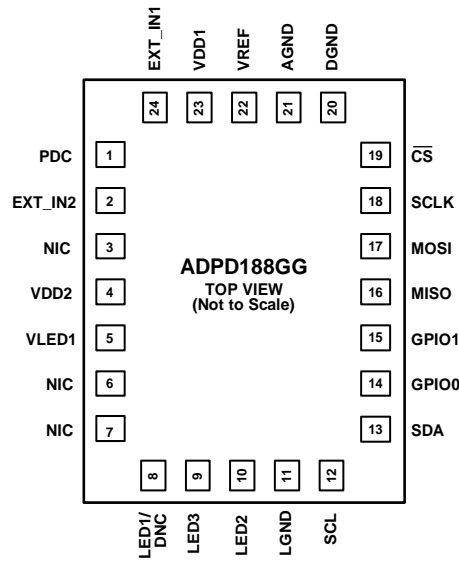 EXT_IN1
VDD1
VREF
AGND
DGND
24
23
22
21
20
PDC 1
19 CS
EXT_IN2 2
18 SCLK
NIC 3
17 MOSI
ADPD188GG
TOP VIEW
(Not to Scale)
VDD2 4
16 MISO
VLED1 5
15 GPIO1
NIC 6
14 GPIO0
NIC 7
13 SDA
8
9
10
11
12
LED1/
DNC
LED3
LED2
LGND
SCL